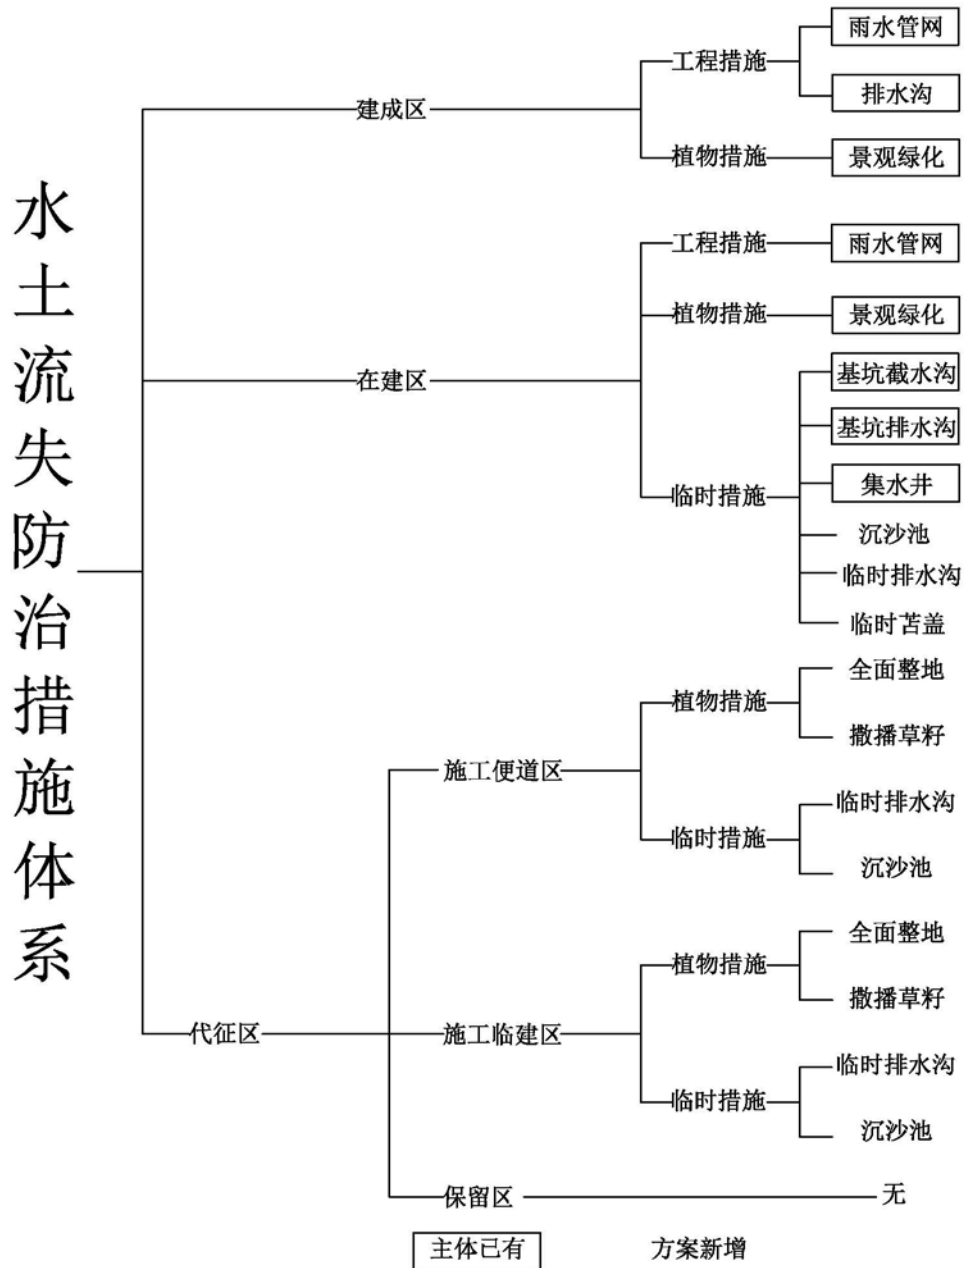 水土流失防治措施体系
建成区
工程措施
雨水管网
排水沟
植物措施
景观绿化
在建区
工程措施
雨水管网
植物措施
景观绿化
临时措施
基坑截水沟
基坑排水沟
集水井
沉沙池
临时排水沟
临时苫盖
代征区
施工便道区
植物措施
全面整地
撒播草籽
临时措施
临时排水沟
沉沙池
施工临建区
植物措施
全面整地
撒播草籽
临时措施
临时排水沟
沉沙池
保留区
无
主体已有
方案新增